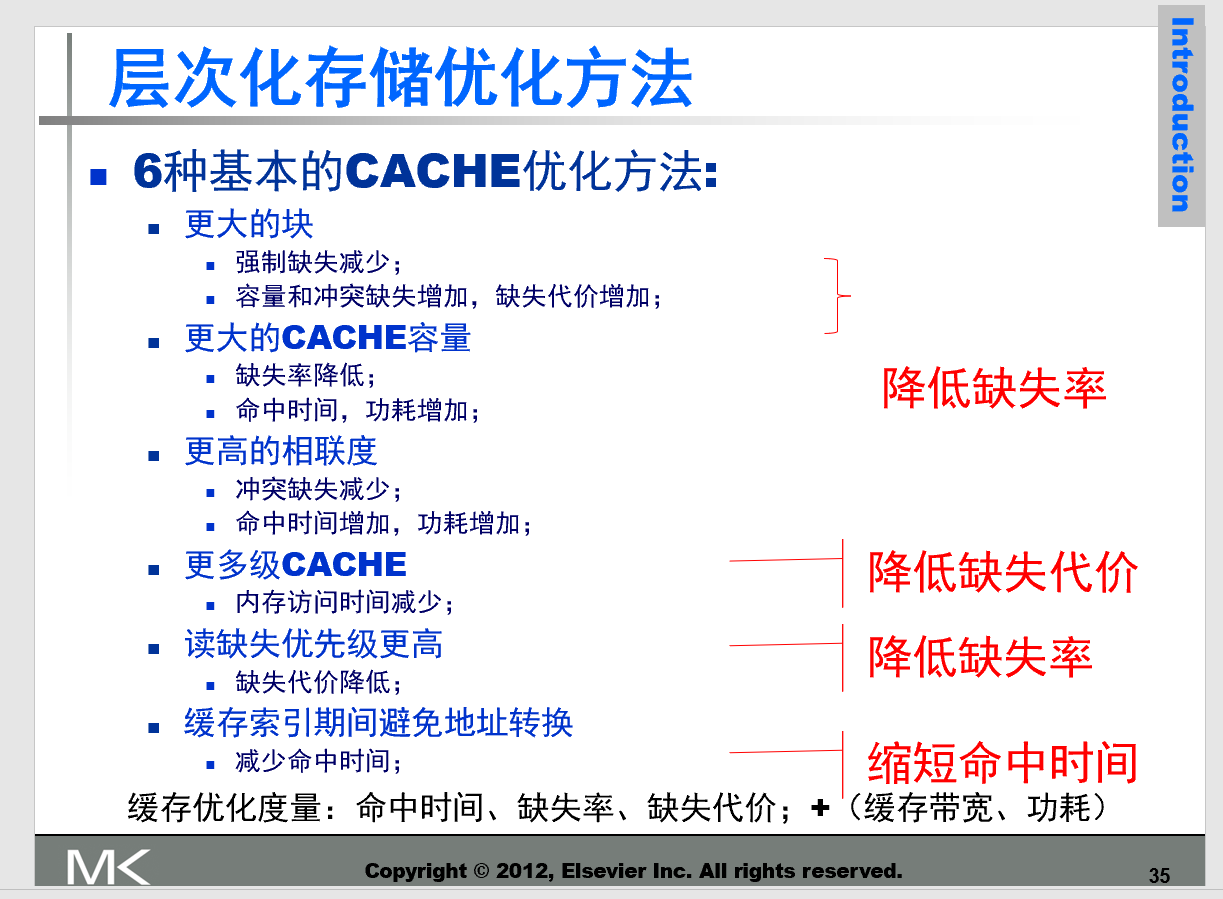 层次化存储优化方法
Introduction
6种基本的CACHE优化方法:
更大的块
强制缺失减少；
容量和冲突缺失增加，缺失代价增加；
更大的CACHE容量
缺失率降低；
命中时间，功耗增加；
降低缺失率
更高的相联度
冲突缺失减少；
命中时间增加，功耗增加；
更多级CACHE
降低缺失代价
内存访问时间减少；
读缺失优先级更高
降低缺失率
缺失代价降低；
缓存索引期间避免地址转换
缩短命中时间
减少命中时间；
缓存优化度量：命中时间、缺失率、缺失代价；+（缓存带宽、功耗）
MK
Copyright © 2012, Elsevier Inc. All rights reserved.
35